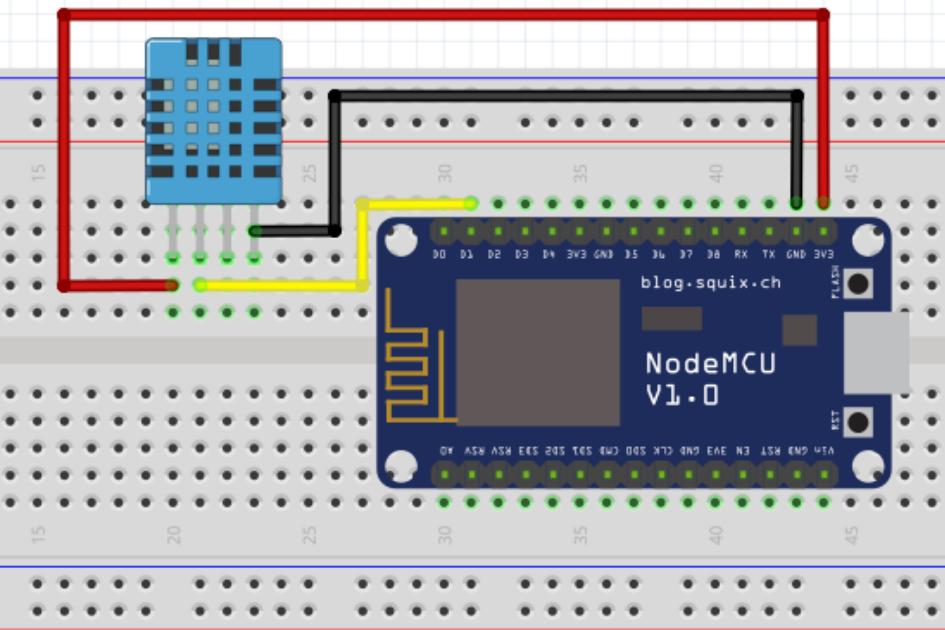 15 25 30 35 40 45
D0 D1 D2 D3 D4 3V3 GND D5 D6 D7 D8 RX TX GND 3V3
FLASH
blog.squix.ch
NodeMCU
V1.0
RST
A0 RSV RSV SD3 SD2 SD1 CMD SD0 CLK GND 3V3 EN RST GND Vin
15 20 25 30 35 40 45